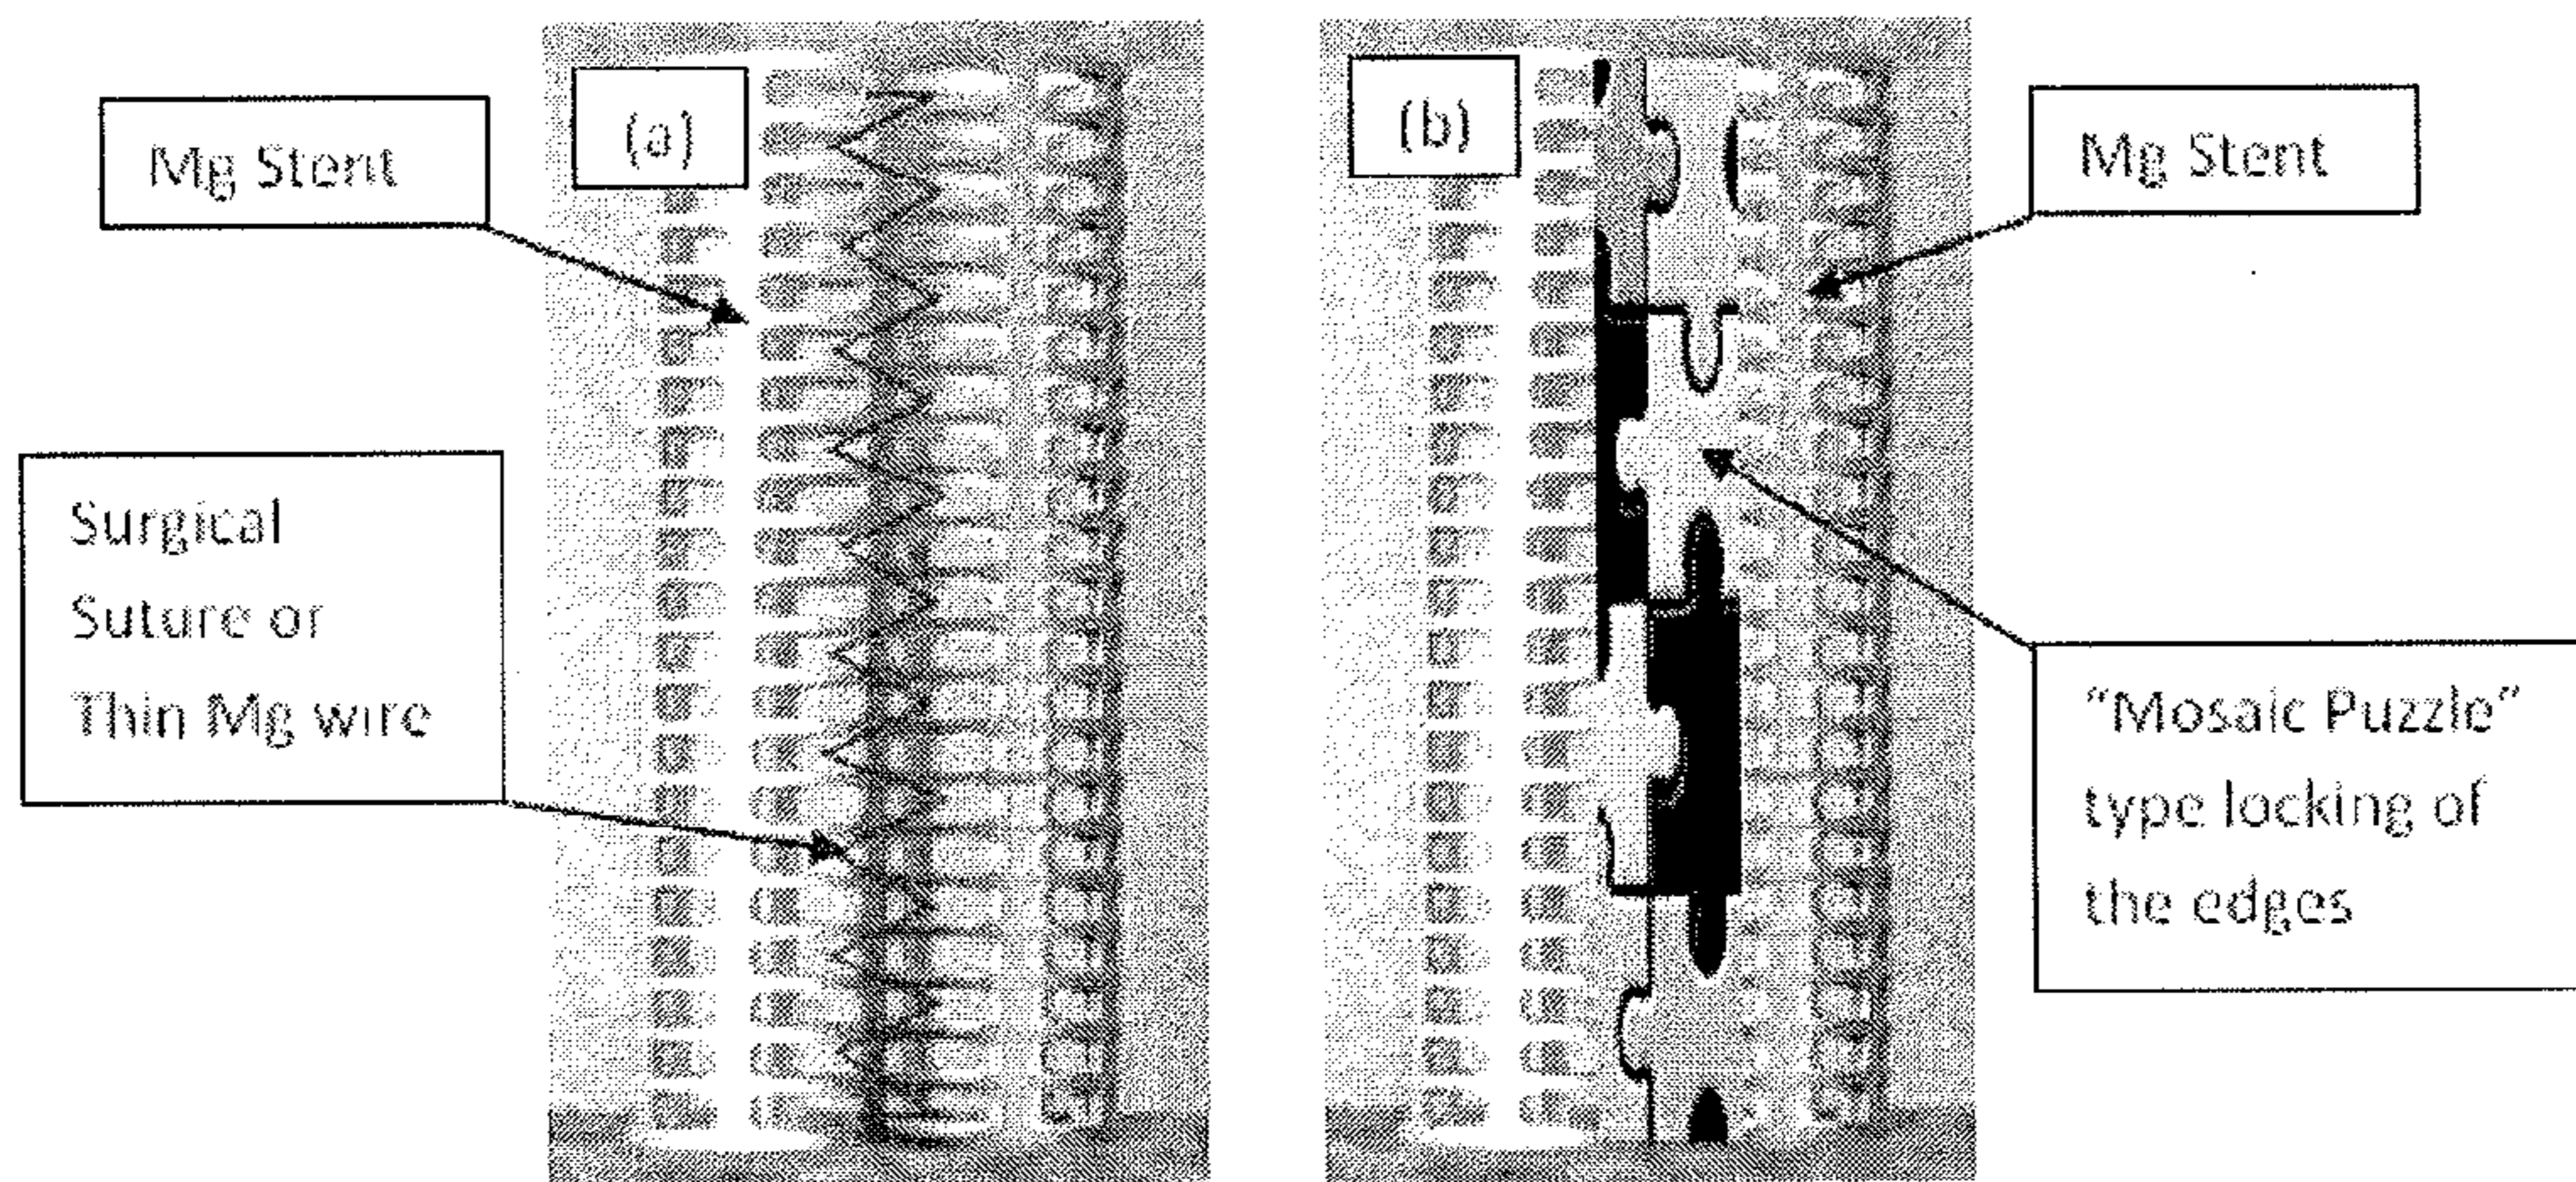 (a)
(b)
Mg Stent
Mg Stent
Surgical
Suture or
Thin Mg wire
“Mosaic Puzzle”
type locking of
the edges